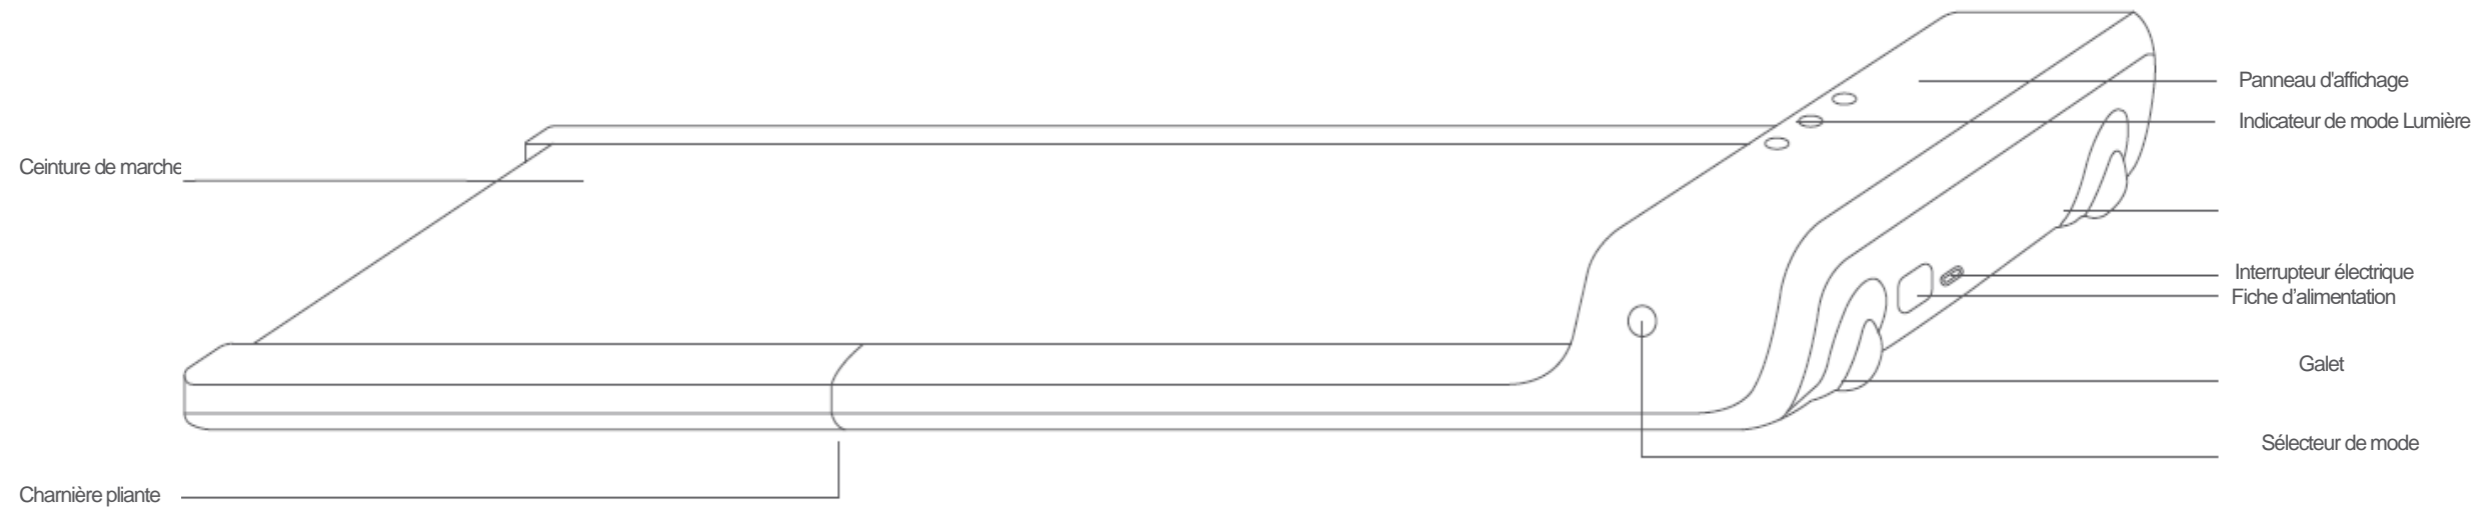 Panneau d'affichage
Indicateur de mode Lumière
Ceinture de marche
Interrupteur électrique
Fiche d’alimentation
Galet
Sélecteur de mode
Charnière pliante